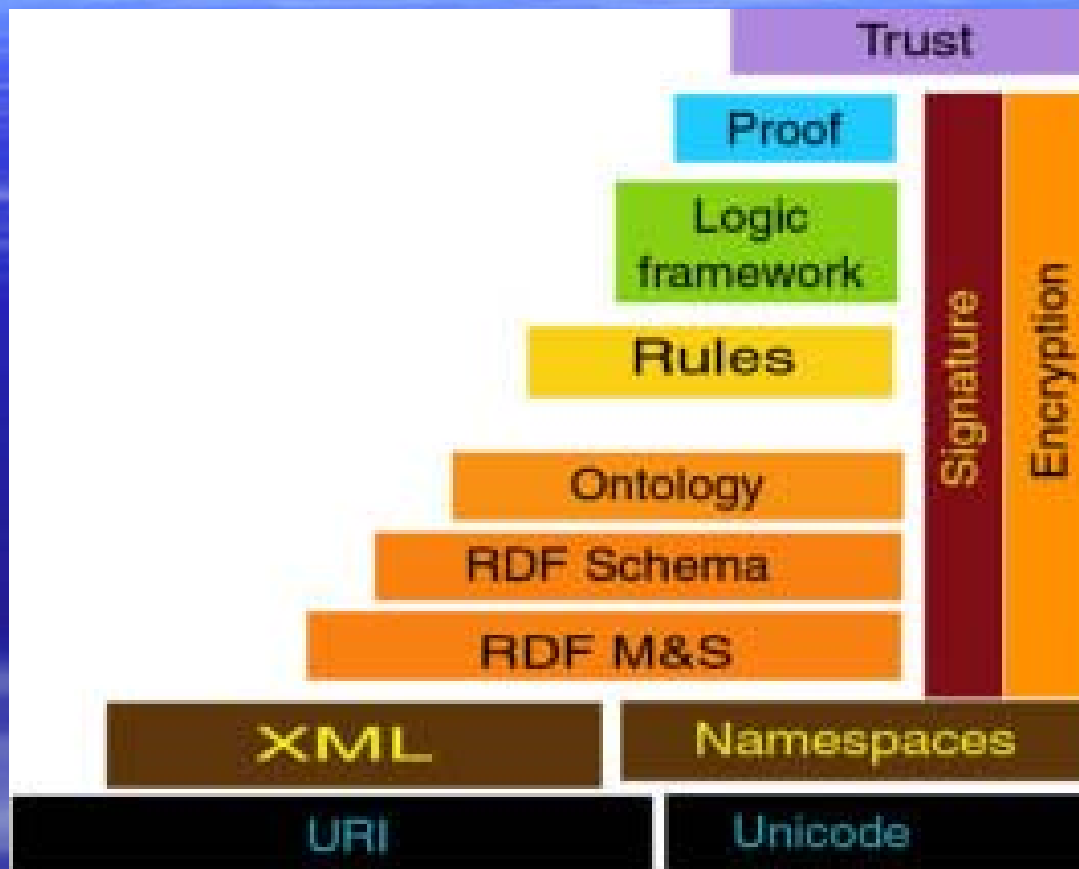 Trust
Proof
Logic
framework
Rules
Signature
Encryption
Ontology
RDF Schema
RDF M&S
XML
Namespaces
URI
Unicode